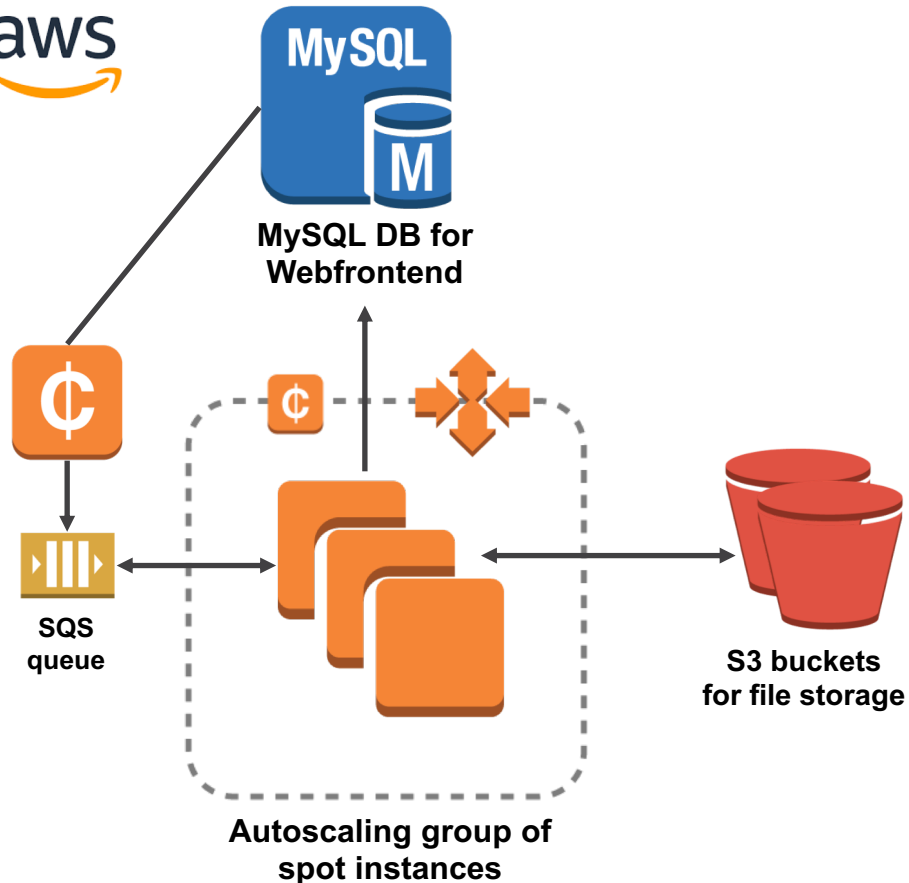 aws
MySQL
M
MySQL DB for
Webfrontend
¢
¢
SQS
queue
S3 buckets
for file storage
Autoscaling group of
spot instances